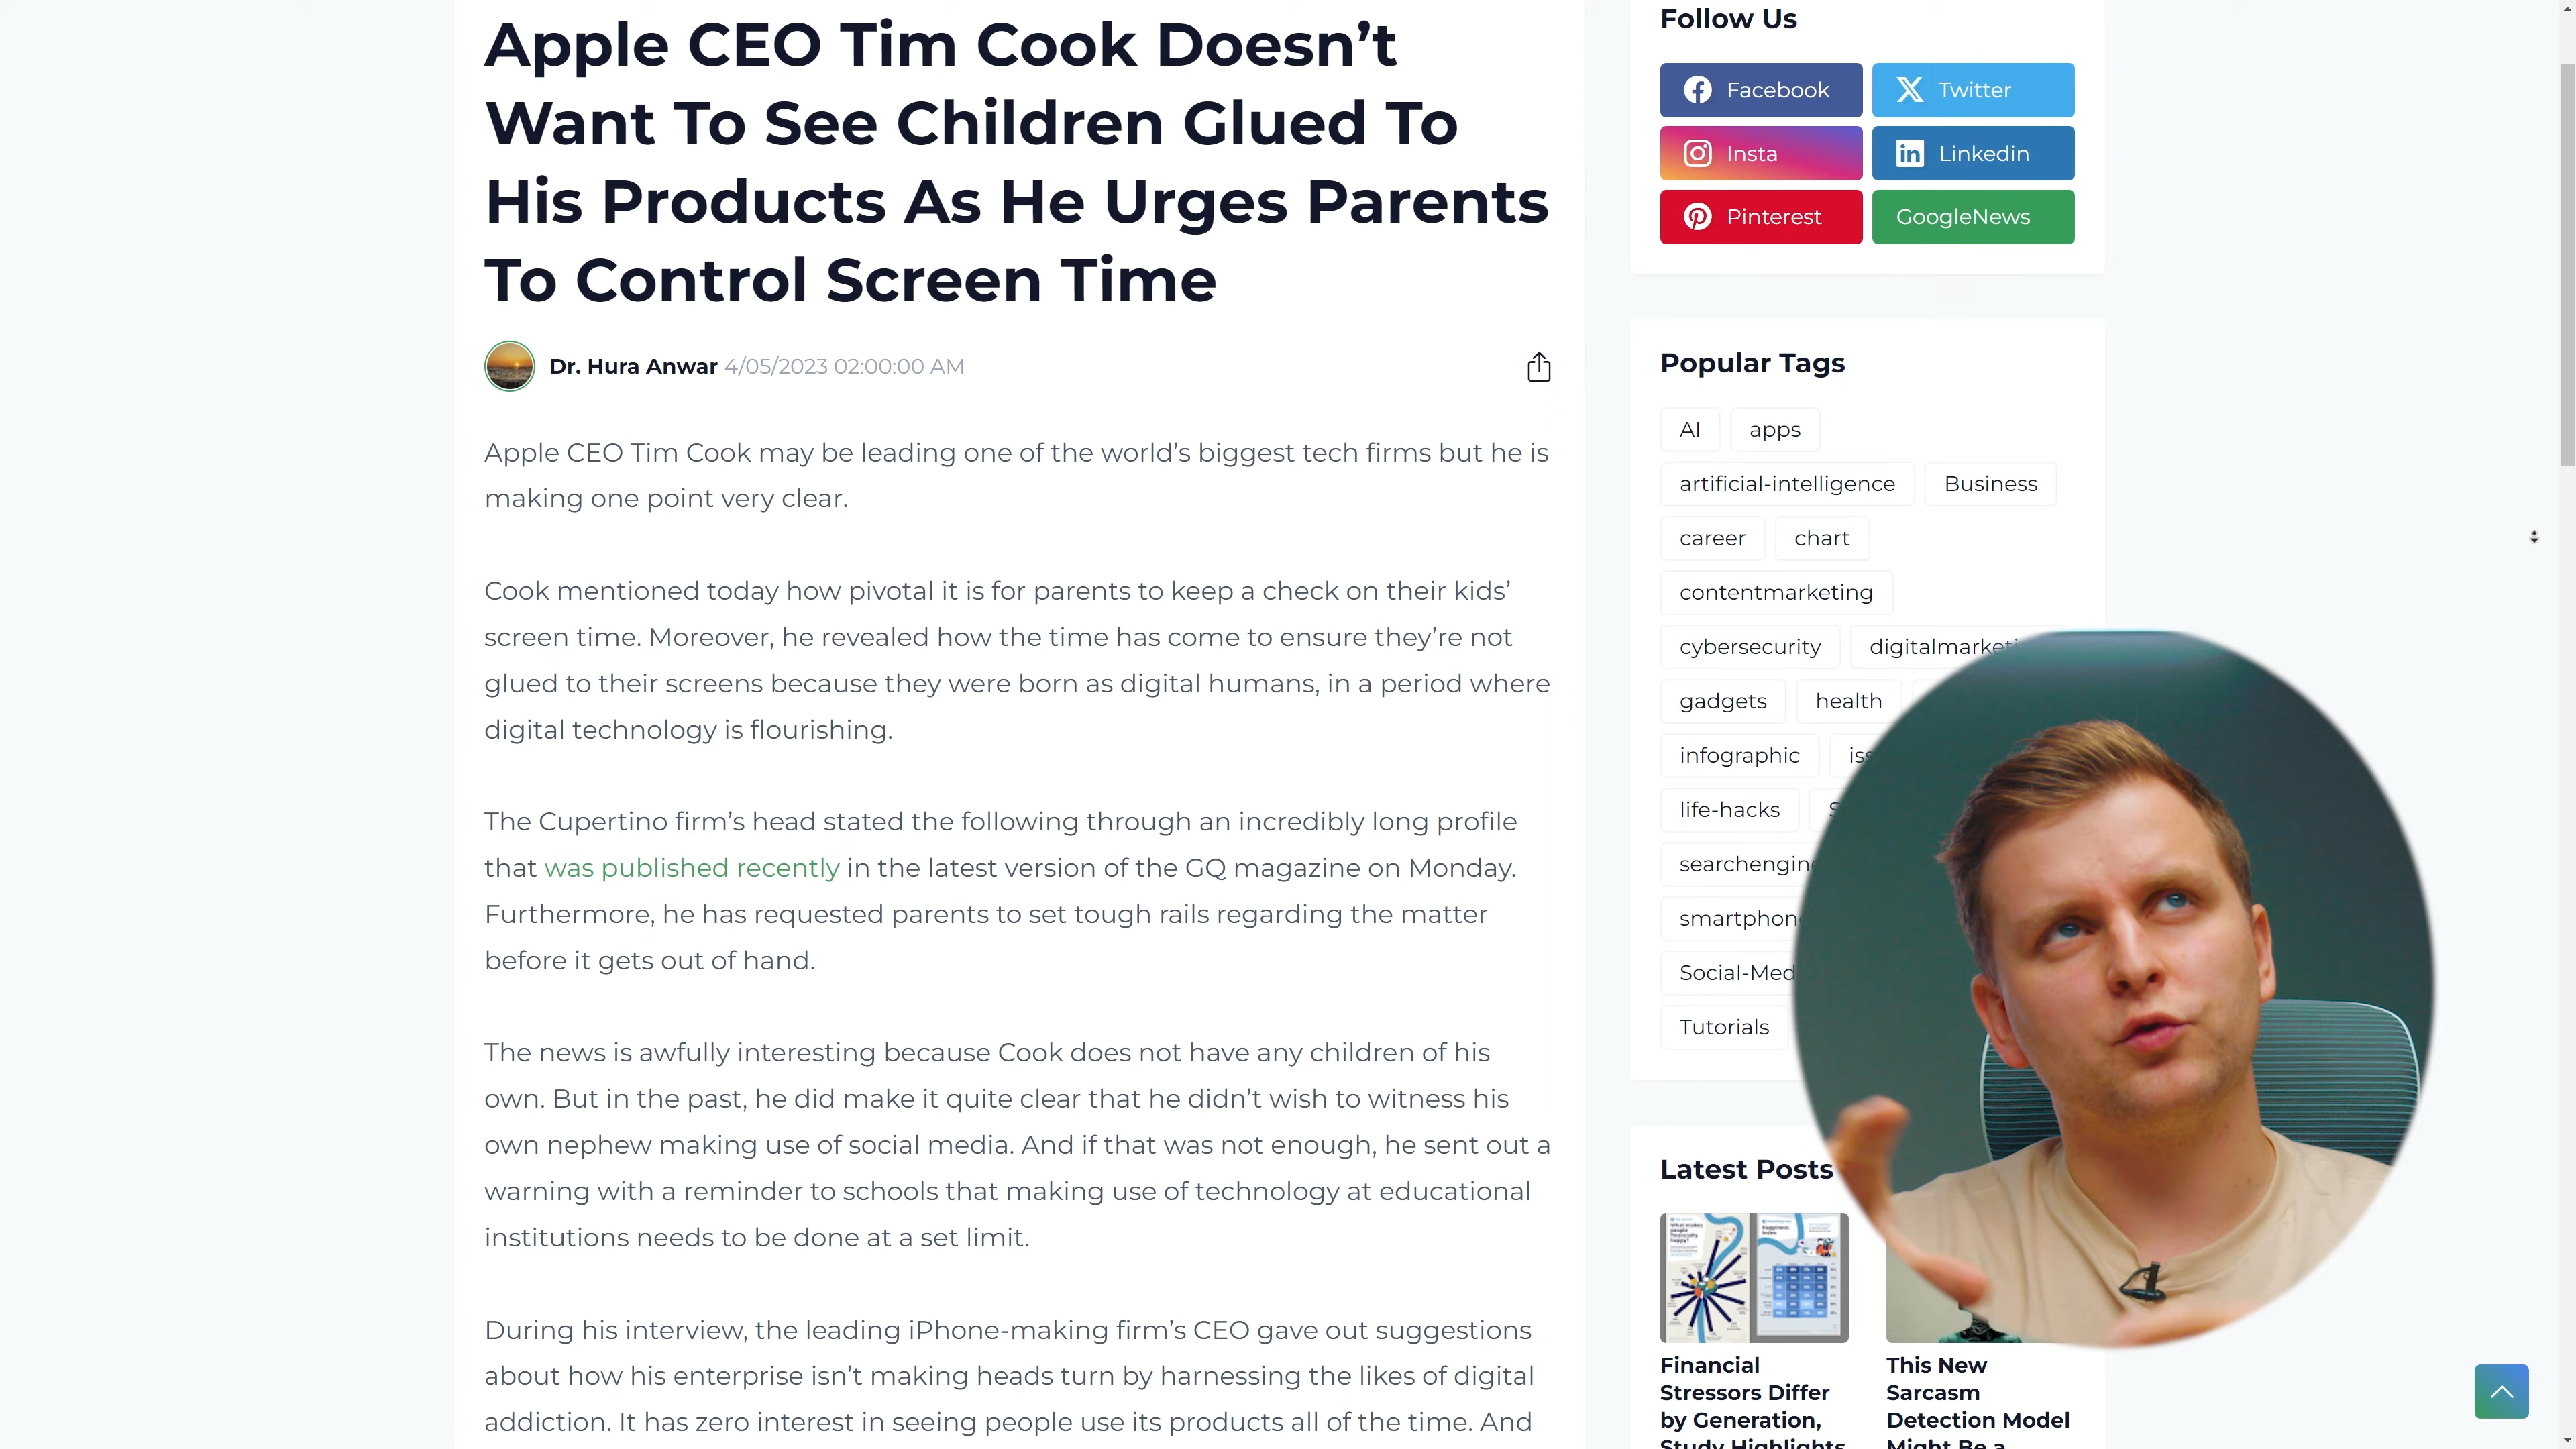 Apple CEO Tim Cook Doesn’t
Want To See Children Glued To
His Products As He Urges Parents
To Control Screen Time
Dr. Hura Anwar 4/05/2023 02:00:00 AM
Apple CEO Tim Cook may be leading one of the world’s biggest tech firms but he is
making one point very clear.
Cook mentioned today how pivotal it is for parents to keep a check on their kids’
screen time. Moreover, he revealed how the time has come to ensure they’re not
glued to their screens because they were born as digital humans, in a period where
digital technology is flourishing.
The Cupertino firm’s head stated the following through an incredibly long profile
that was published recently in the latest version of the GQ magazine on Monday.
Furthermore, he has requested parents to set tough rails regarding the matter
before it gets out of hand.
The news is awfully interesting because Cook does not have any children of his
own. But in the past, he did make it quite clear that he didn’t wish to witness his
own nephew making use of social media. And if that was not enough, he sent out a
warning with a reminder to schools that making use of technology at educational
institutions needs to be done at a set limit.
During his interview, the leading iPhone-making firm’s CEO gave out suggestions
about how his enterprise isn’t making heads turn by harnessing the likes of digital
addiction. It has zero interest in seeing people use its products all of the time. And
Follow Us
Facebook
Twitter
Insta
Linkedin
Pinterest
GoogleNews
Popular Tags
AI
apps
artificial-intelligence
Business
career
chart
contentmarketing
cybersecurity
gadgets
health
infographic
life-hacks
Tutorials
Latest Posts
Financial
Stressors Differ
by Generation,
Study Highlights
This New
Sarcasm
Detection Model
Might Be a